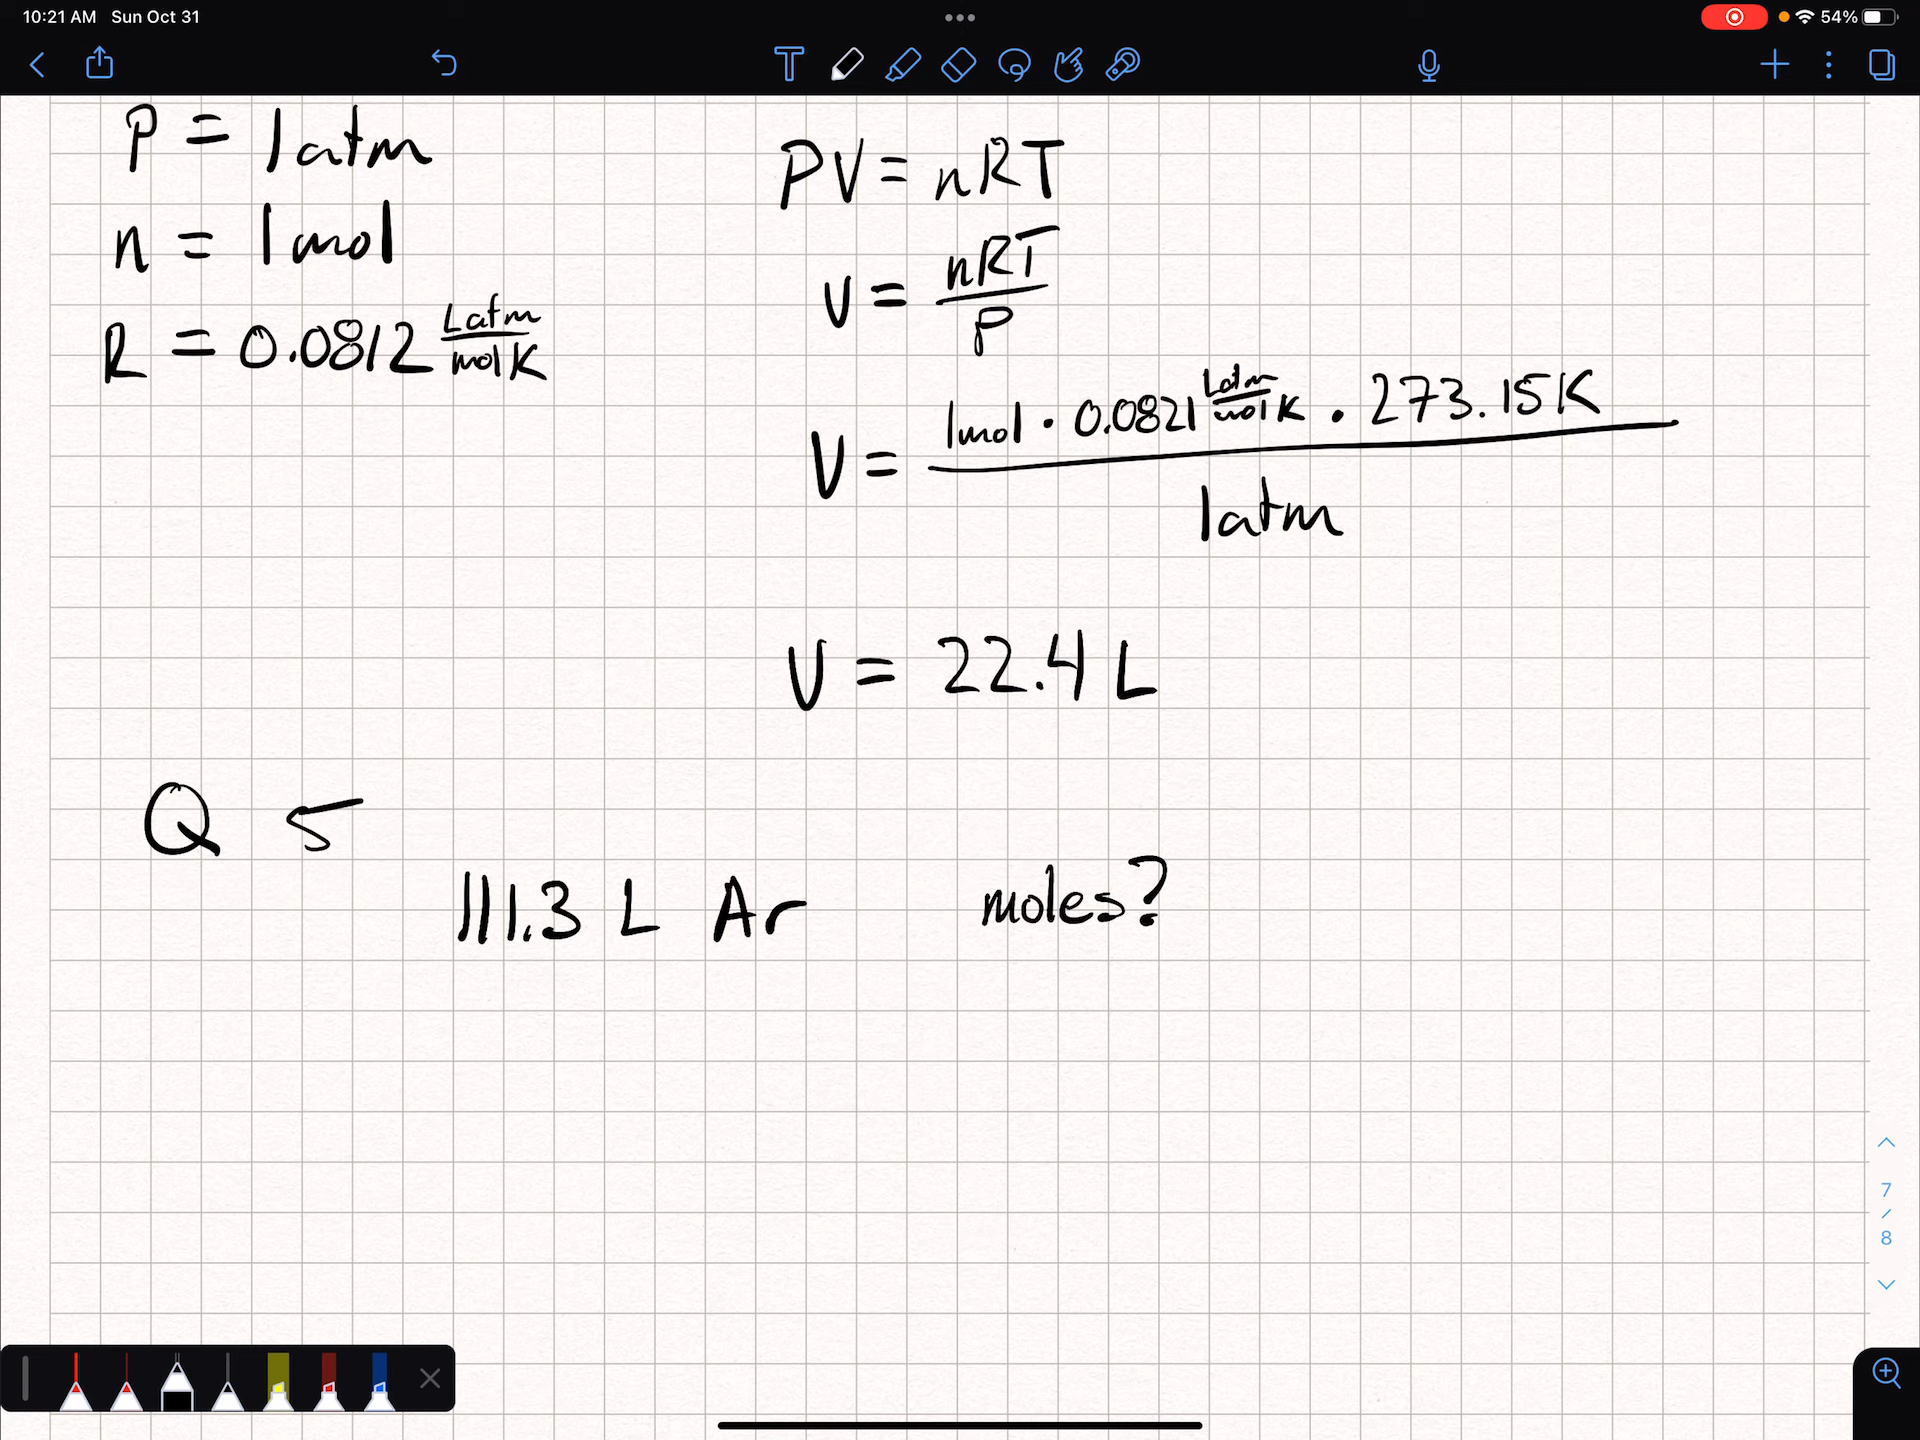 10:21 AM Sun Oct 31
54%
P = 1atm
n = 1mol
R = 0.0812 Latm/molK
PV = nRT
V = nRT/P
V = 1mol · 0.0821 Latm/molK · 273.15K / 1atm
V = 22.4 L
Q 5
111.3 L Ar moles?
7
/
8